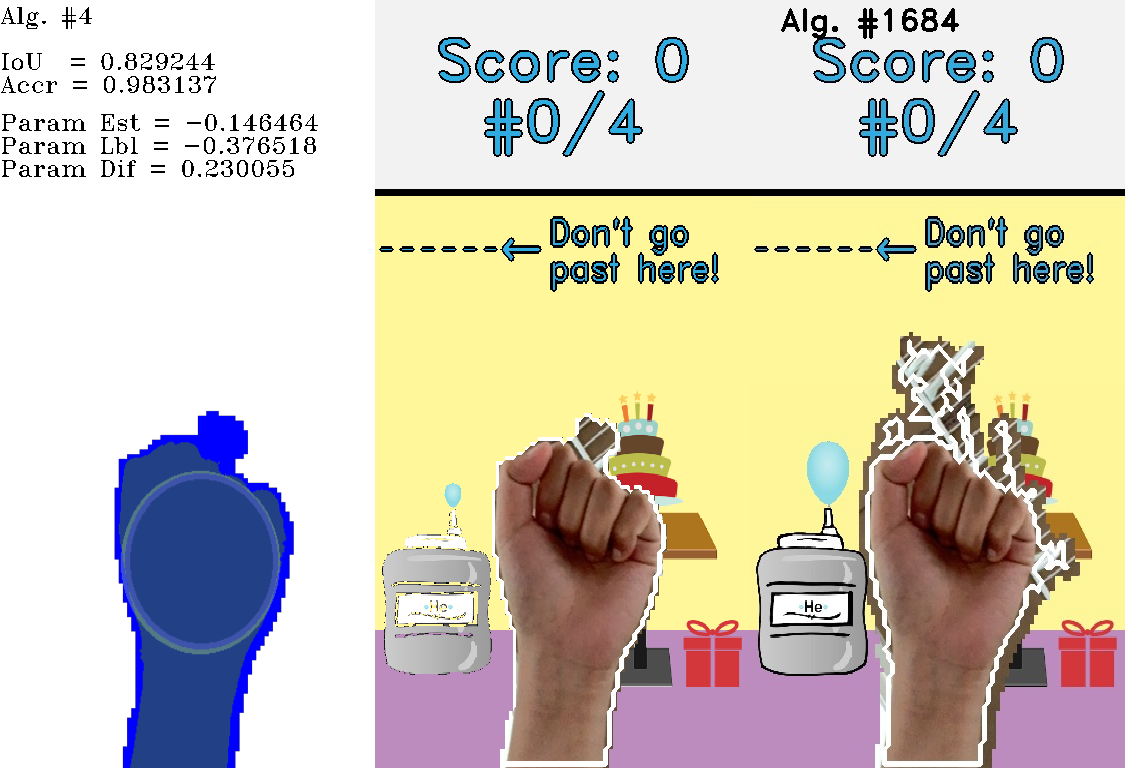 Alg. #4
IoU = 0.829244
Accr = 0.983137
Param Est = -0.146464
Param Lbl = -0.376518
Param Dif = 0.230055
Score: 0
#0/4
Don't go
past here!
He
Alg. #1684
Score: 0
#0/4
Don't go
past here!
He